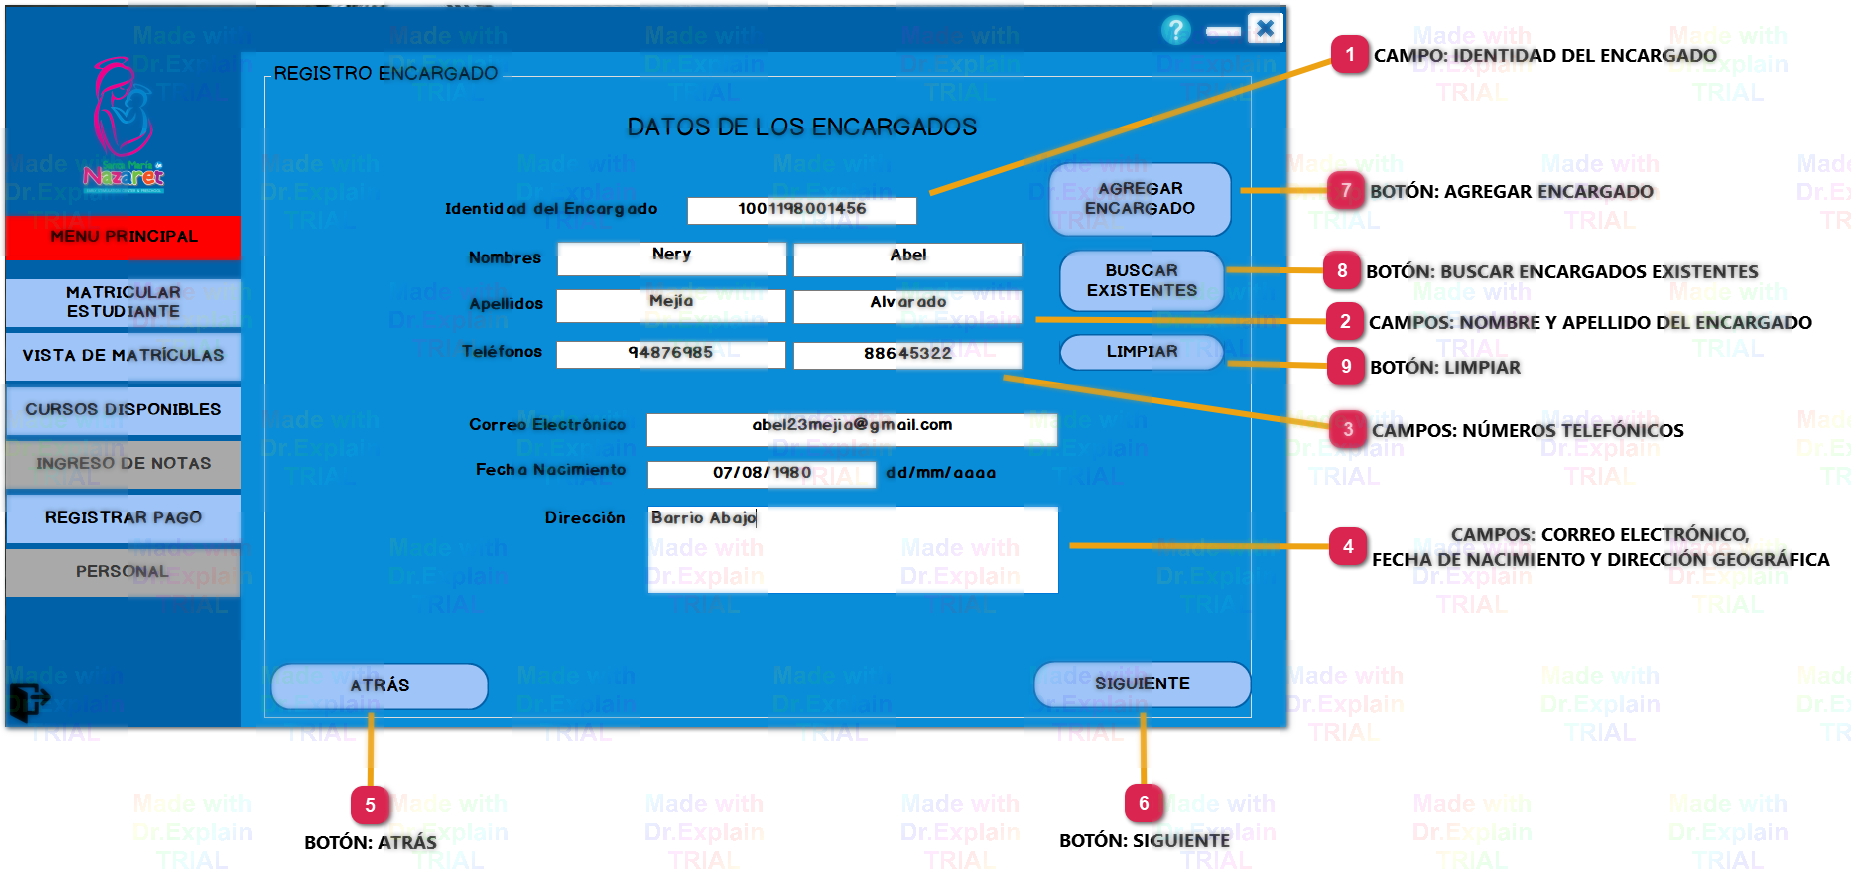 REGISTRO ENCARGADO
DATOS DE LOS ENCARGADOS
Santa María de
Nazaret
MENU PRINCIPAL
MATRICULAR
ESTUDIANTE
VISTA DE MATRÍCULAS
CURSOS DISPONIBLES
INGRESO DE NOTAS
REGISTRAR PAGO
PERSONAL
Identidad del Encargado 1001198001456
Nombres Nery Abel
Apellidos Mejía Alvarado
Teléfonos 94876985 88645322
Correo Electrónico abel23mejia@gmail.com
Fecha Nacimiento 07/08/1980 dd/mm/aaaa
Dirección Barrio Abajo
AGREGAR
ENCARGADO
BUSCAR
EXISTENTES
LIMPIAR
ATRÁS
SIGUIENTE
?
1 CAMPO: IDENTIDAD DEL ENCARGADO
7 BOTÓN: AGREGAR ENCARGADO
8 BOTÓN: BUSCAR ENCARGADOS EXISTENTES
2 CAMPOS: NOMBRE Y APELLIDO DEL ENCARGADO
9 BOTÓN: LIMPIAR
3 CAMPOS: NÚMEROS TELEFÓNICOS
4 CAMPOS: CORREO ELECTRÓNICO,
FECHA DE NACIMIENTO Y DIRECCIÓN GEOGRÁFICA
5
BOTÓN: ATRÁS
6
BOTÓN: SIGUIENTE
Made with
Dr.Explain
TRIAL